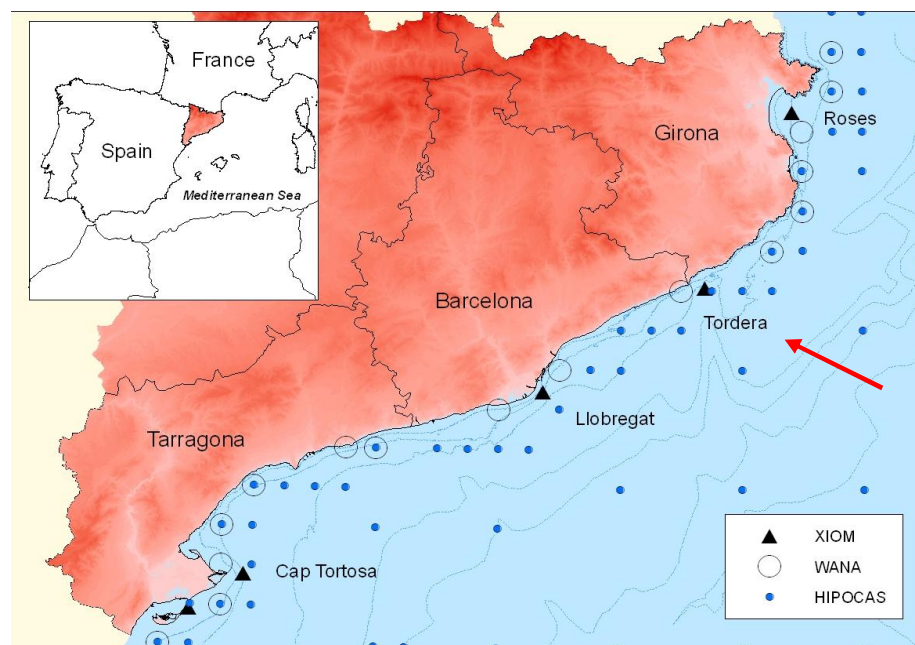 France
Spain
Mediterranean Sea
Roses
Girona
Barcelona
Tordera
Llobregat
Tarragona
Cap Tortosa
XIOM
WANA
HIPOCAS